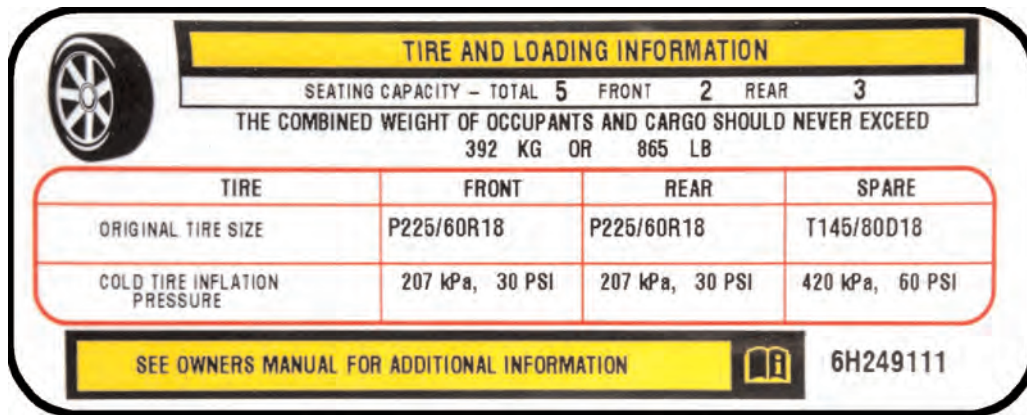 TIRE AND LOADING INFORMATION
SEATING CAPACITY – TOTAL 5 FRONT 2 REAR 3
THE COMBINED WEIGHT OF OCCUPANTS AND CARGO SHOULD NEVER EXCEED
392 KG OR 865 LB
TIRE FRONT REAR SPARE
ORIGINAL TIRE SIZE P225/60R18 P225/60R18 T145/80D18
COLD TIRE INFLATION PRESSURE 207 kPa, 30 PSI 207 kPa, 30 PSI 420 kPa, 60 PSI
SEE OWNERS MANUAL FOR ADDITIONAL INFORMATION 6H249111